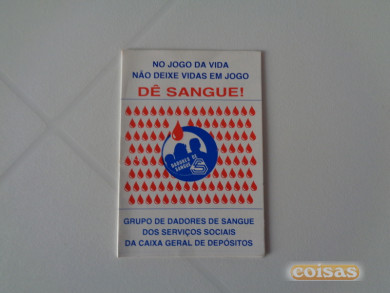 NO JOGO DA VIDA
NÃO DEIXE VIDAS EM JOGO
DÊ SANGUE!
DADORES DE
SANGUE
GRUPO DE DADORES DE SANGUE
DOS SERVIÇOS SOCIAIS
DA CAIXA GERAL DE DEPÓSITOS
coisas